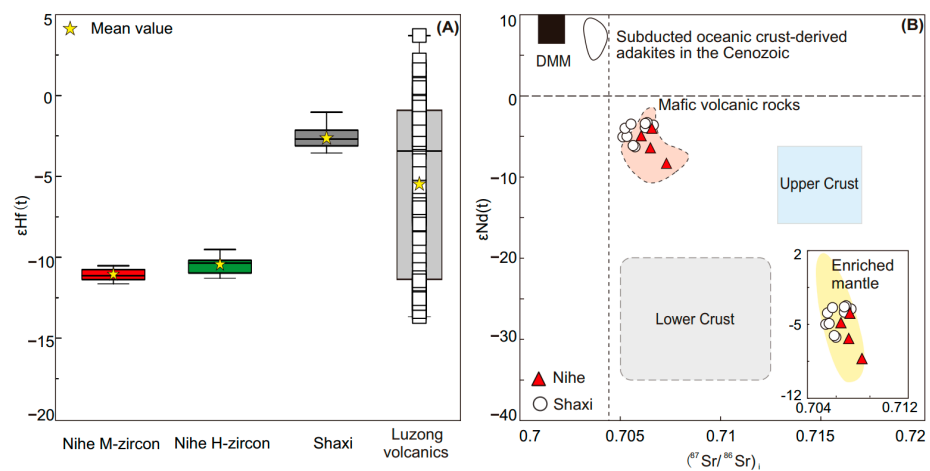 Mean value
(A)
5
0
−5
−10
−15
−20
εHf(t)
Nihe M-zircon
Nihe H-zircon
Shaxi
Luzong
volcanics
(B)
10
0
−10
−20
−30
−40
εNd(t)
DMM
Subducted oceanic crust-derived
adakites in the Cenozoic
Mafic volcanic rocks
Upper Crust
Lower Crust
Nihe
Shaxi
2
-5
-12
Enriched
mantle
0.704
0.712
0.7
0.705
0.71
0.715
0.72
(⁸⁷Sr/⁸⁶Sr)ᵢ